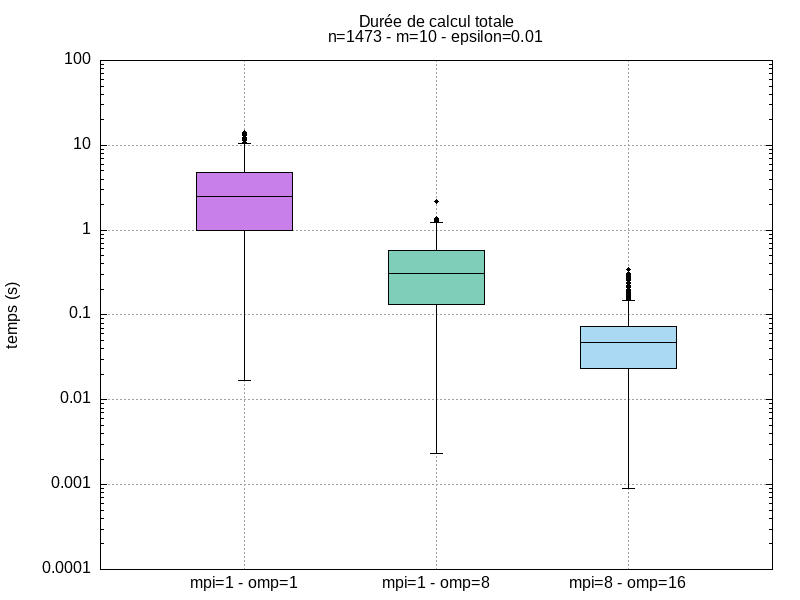 Durée de calcul totale
n=1473 - m=10 - epsilon=0.01
100
10
1
0.1
0.01
0.001
0.0001
temps (s)
mpi=1 - omp=1
mpi=1 - omp=8
mpi=8 - omp=16